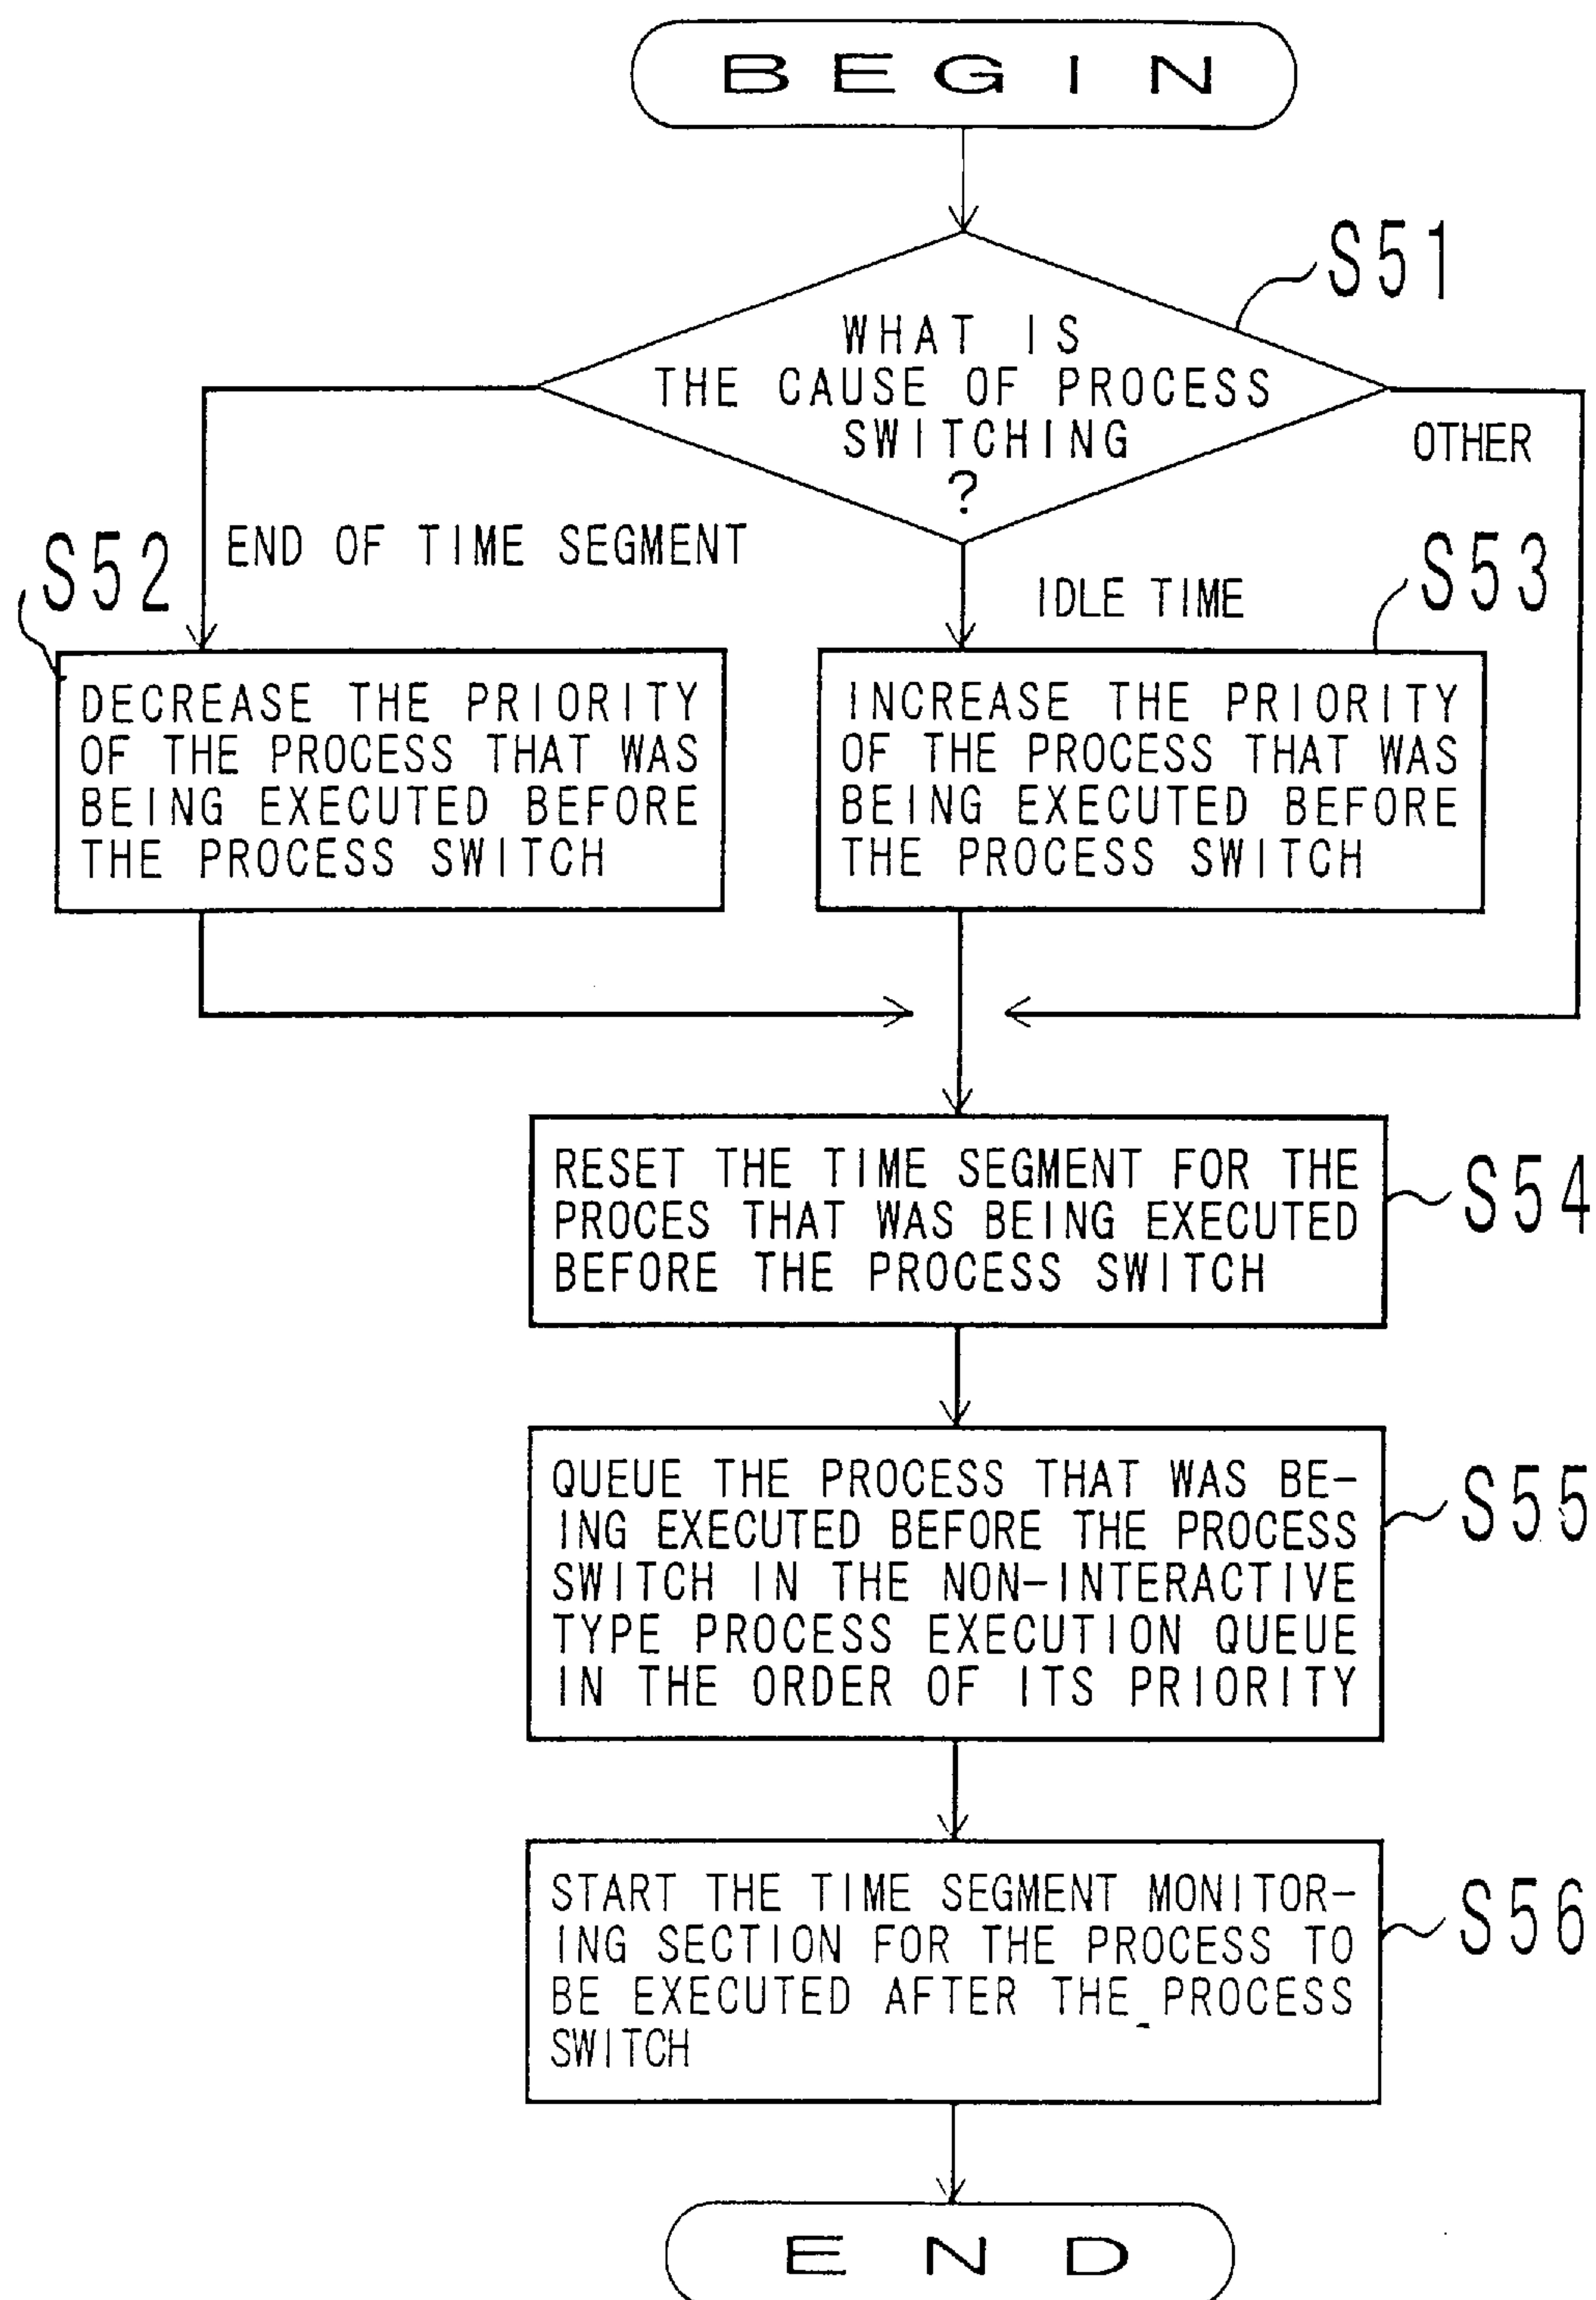 BEGIN
S51
WHAT IS
THE CAUSE OF PROCESS
SWITCHING
?
OTHER
END OF TIME SEGMENT
S52
IDLE TIME
S53
DECREASE THE PRIORITY
OF THE PROCESS THAT WAS
BEING EXECUTED BEFORE
THE PROCESS SWITCH
INCREASE THE PRIORITY
OF THE PROCESS THAT WAS
BEING EXECUTED BEFORE
THE PROCESS SWITCH
RESET THE TIME SEGMENT FOR THE
PROCES THAT WAS BEING EXECUTED
BEFORE THE PROCESS SWITCH
S54
QUEUE THE PROCESS THAT WAS BE-
ING EXECUTED BEFORE THE PROCESS
SWITCH IN THE NON-INTERACTIVE
TYPE PROCESS EXECUTION QUEUE
IN THE ORDER OF ITS PRIORITY
S55
START THE TIME SEGMENT MONITOR-
ING SECTION FOR THE PROCESS TO
BE EXECUTED AFTER THE PROCESS
SWITCH
S56
END